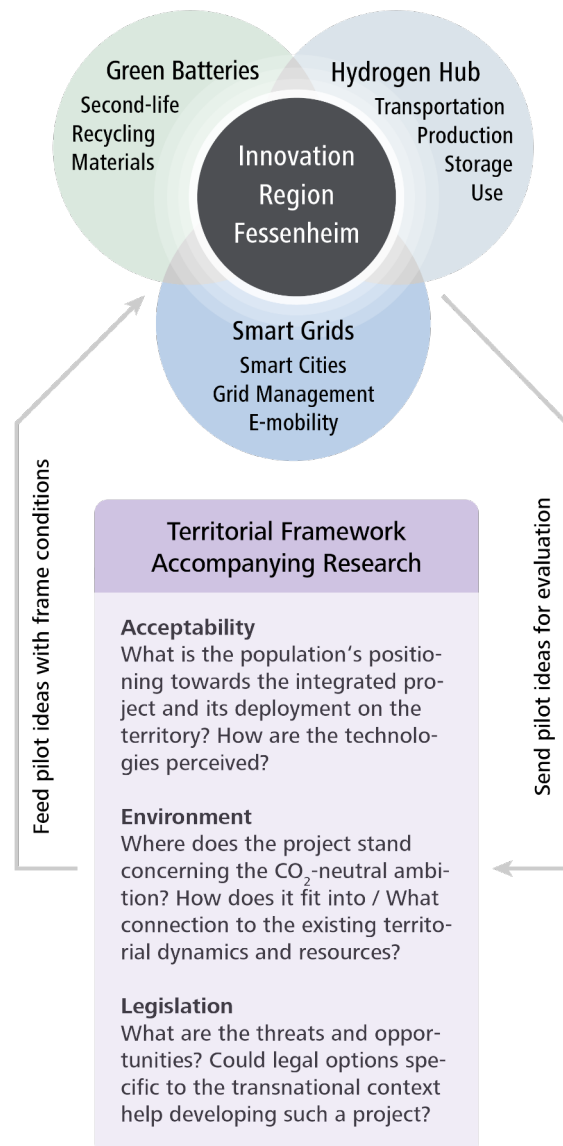 Green Batteries
Second-life
Recycling
Materials
Hydrogen Hub
Transportation
Production
Storage
Use
Innovation
Region
Fessenheim
Smart Grids
Smart Cities
Grid Management
E-mobility
Feed pilot ideas with frame conditions
Send pilot ideas for evaluation
Territorial Framework
Accompanying Research
Acceptability
What is the population‘s positio-
ning towards the integrated pro-
ject and its deployment on the
territory? How are the technolo-
gies perceived?
Environment
Where does the project stand
concerning the CO₂-neutral ambi-
tion? How does it fit into / What
connection to the existing territo-
rial dynamics and resources?
Legislation
What are the threats and oppor-
tunities? Could legal options spe-
cific to the transnational context
help developing such a project?